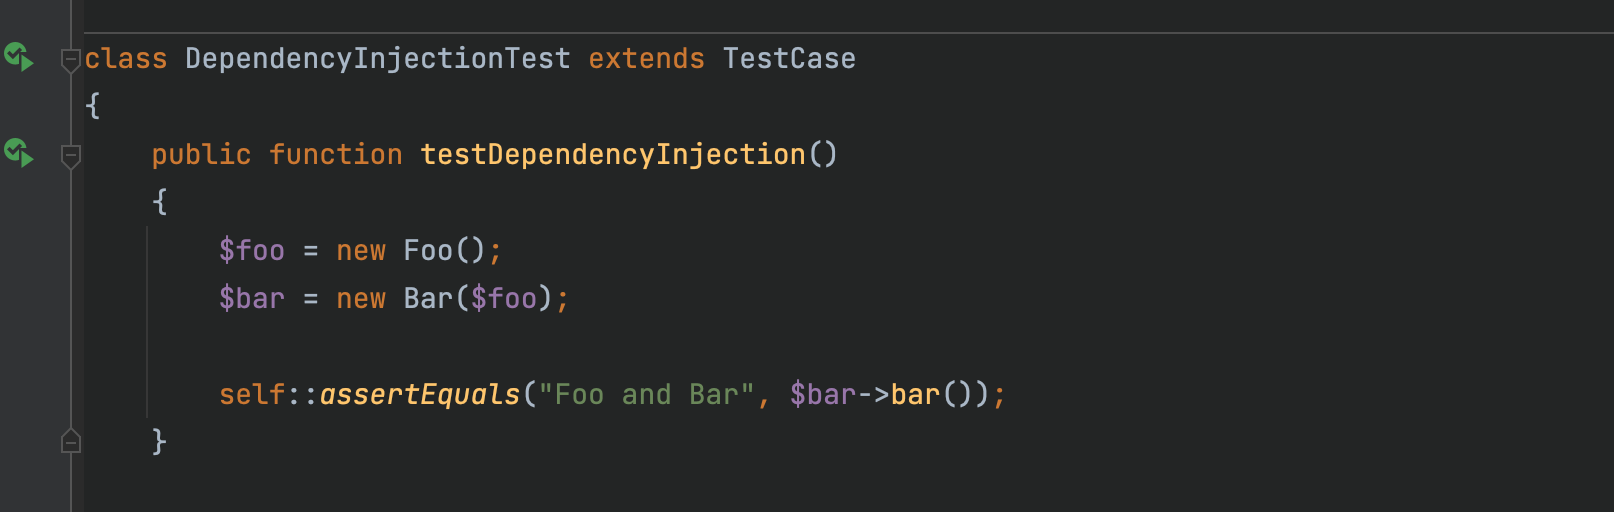 class DependencyInjectionTest extends TestCase
{
    public function testDependencyInjection()
    {
        $foo = new Foo();
        $bar = new Bar($foo);

        self::assertEquals("Foo and Bar", $bar->bar());
    }